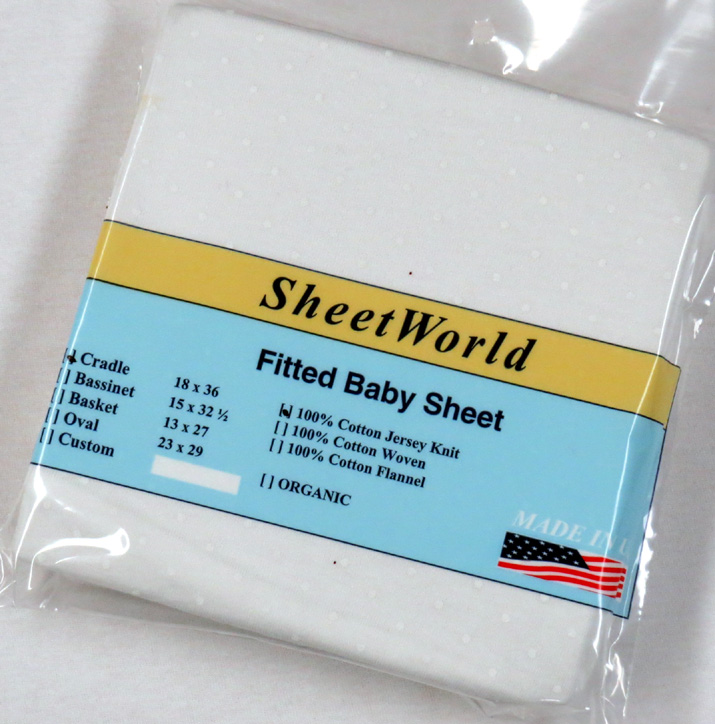 SheetWorld
Fitted Baby Sheet
[ ] Cradle 18 x 36
[ ] Bassinet 15 x 32 ½
[ ] Basket 13 x 27
[ ] Oval 23 x 29
[ ] Custom
[ ] 100% Cotton Jersey Knit
[ ] 100% Cotton Woven
[ ] 100% Cotton Flannel
[ ] ORGANIC
MADE IN